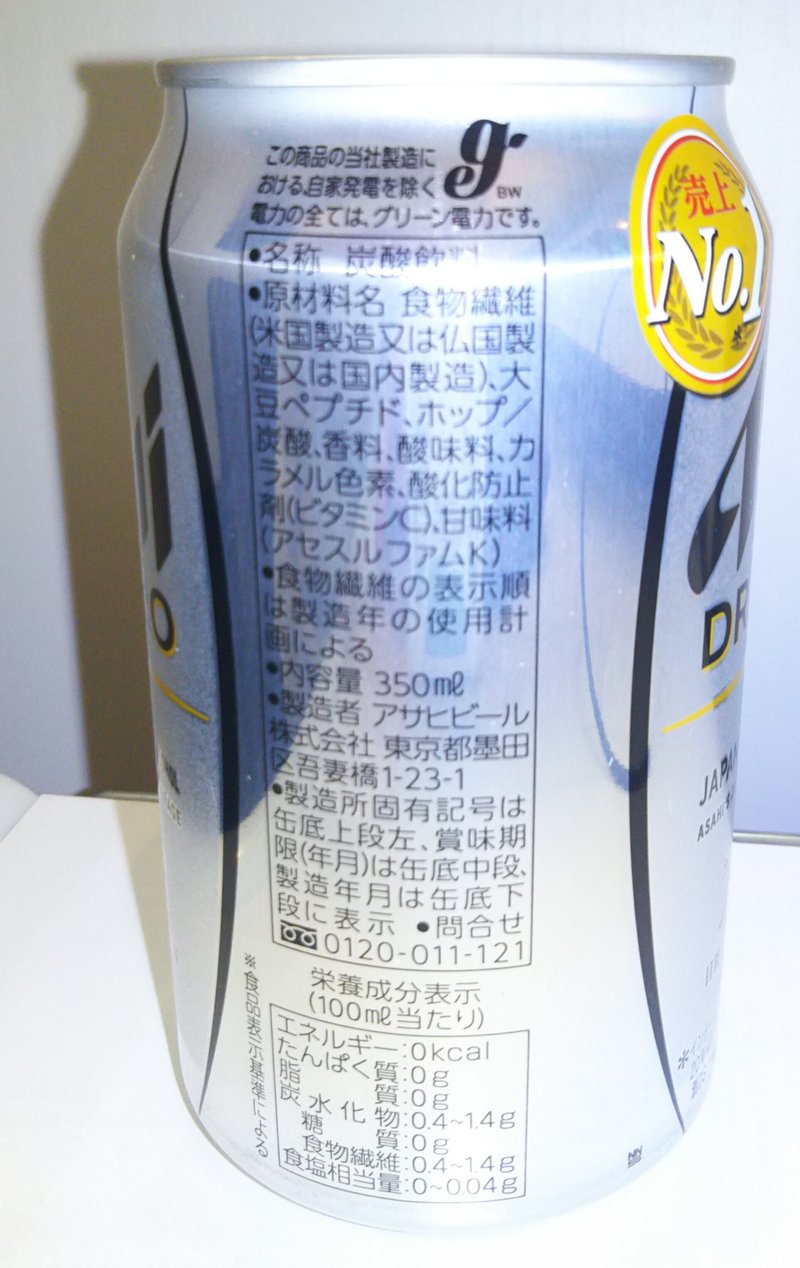 この商品の当社製造に
おける、自家発電を除く
電力の全ては、グリーン電力です。
g
BW
•名称 炭酸飲料
•原材料名 食物繊維
(米国製造又は仏国製
造又は国内製造)、大
豆ペプチド、ホップ／
炭酸、香料、酸味料、カ
ラメル色素、酸化防止
剤(ビタミンC)、甘味料
(アセスルファムK)
•食物繊維の表示順
は製造年の使用計
画による
•内容量 350ml
•製造者 アサヒビール
株式会社 東京都墨田
区吾妻橋1-23-1
•製造所固有記号は
缶底上段左、賞味期
限(年月)は缶底中段、
製造年月は缶底下
段に表示 •問合せ
0120-011-121
栄養成分表示
(100ml当たり)
エネルギー:0kcal
たんぱく質:0g
脂質:0g
炭水化物:0.4~1.4g
糖質:0g
食物繊維:0.4~1.4g
食塩相当量:0~0.04g
※食品表示基準による
売上
No.1
※
DR
JAPAN
ASAHI
O